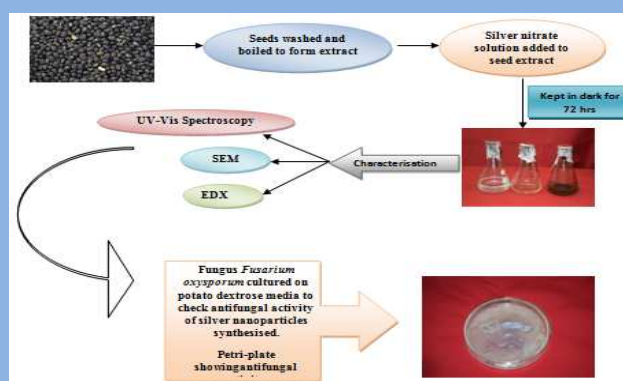 Seeds washed and
boiled to form extract
Silver nitrate
solution added to
seed extract
Kept in dark for
72 hrs
UV-Vis Spectroscopy
SEM
EDX
Characterisation
Fungus Fusarium
oxysporum cultured on
potato dextrose media to
check antifungal activity
of silver nanoparticles
synthesised.
Petri-plate
showingantifungal